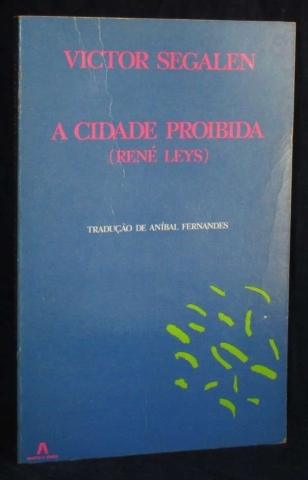 VICTOR SEGALEN
A CIDADE PROIBIDA
(RENÉ LEYS)
TRADUÇÃO DE ANÍBAL FERNANDES